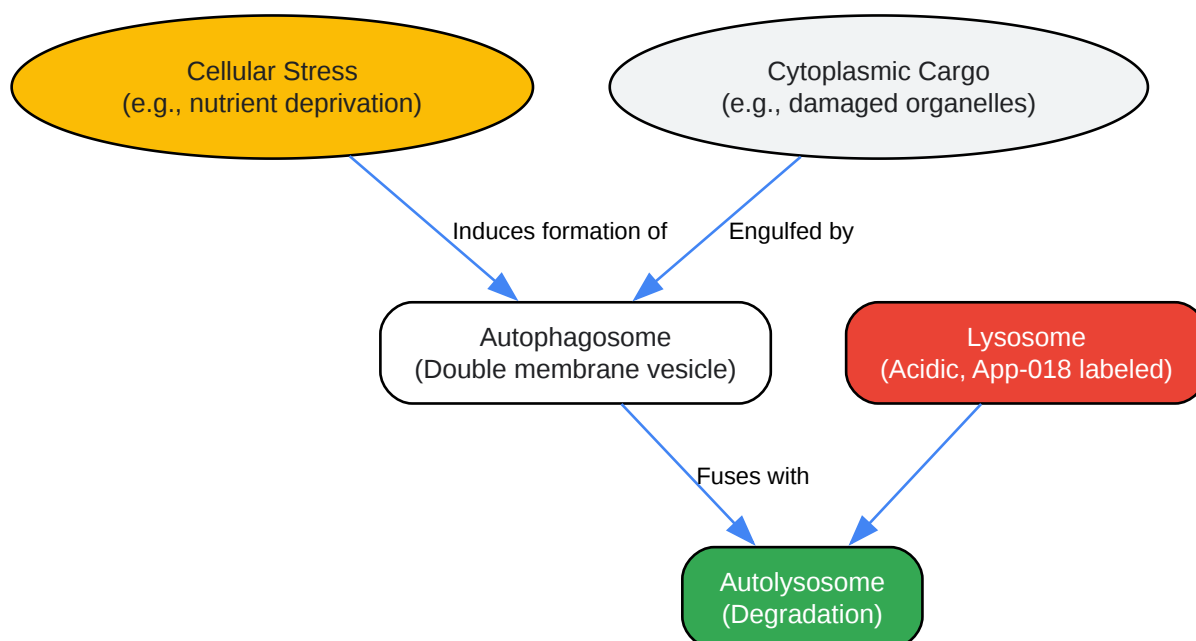 Cellular Stress
(e.g., nutrient deprivation)
Cytoplasmic Cargo
(e.g., damaged organelles)
Induces formation of
Engulfed by
Autophagosome
(Double membrane vesicle)
Lysosome
(Acidic, App-018 labeled)
Fuses with
Autolysosome
(Degradation)